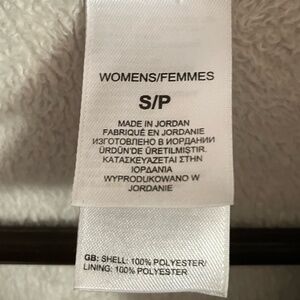 WOMENS/FEMMES
S/P
MADE IN JORDAN
FABRIQUÉ EN JORDANIE
ИЗГОТОВЛЕНО В ИОРДАНИИ
ÜRDÜN'DE ÜRETILMISTIR.
ΚΑΤΑΣΚΕΥΑΖΕΤΑΙ ΣΤΗΝ
ΙΟΡΔΑΝΙΑ
WYPRODUKOWANO W
JORDANIE
GB: SHELL: 100% POLYESTER/
LINING: 100% POLYESTER